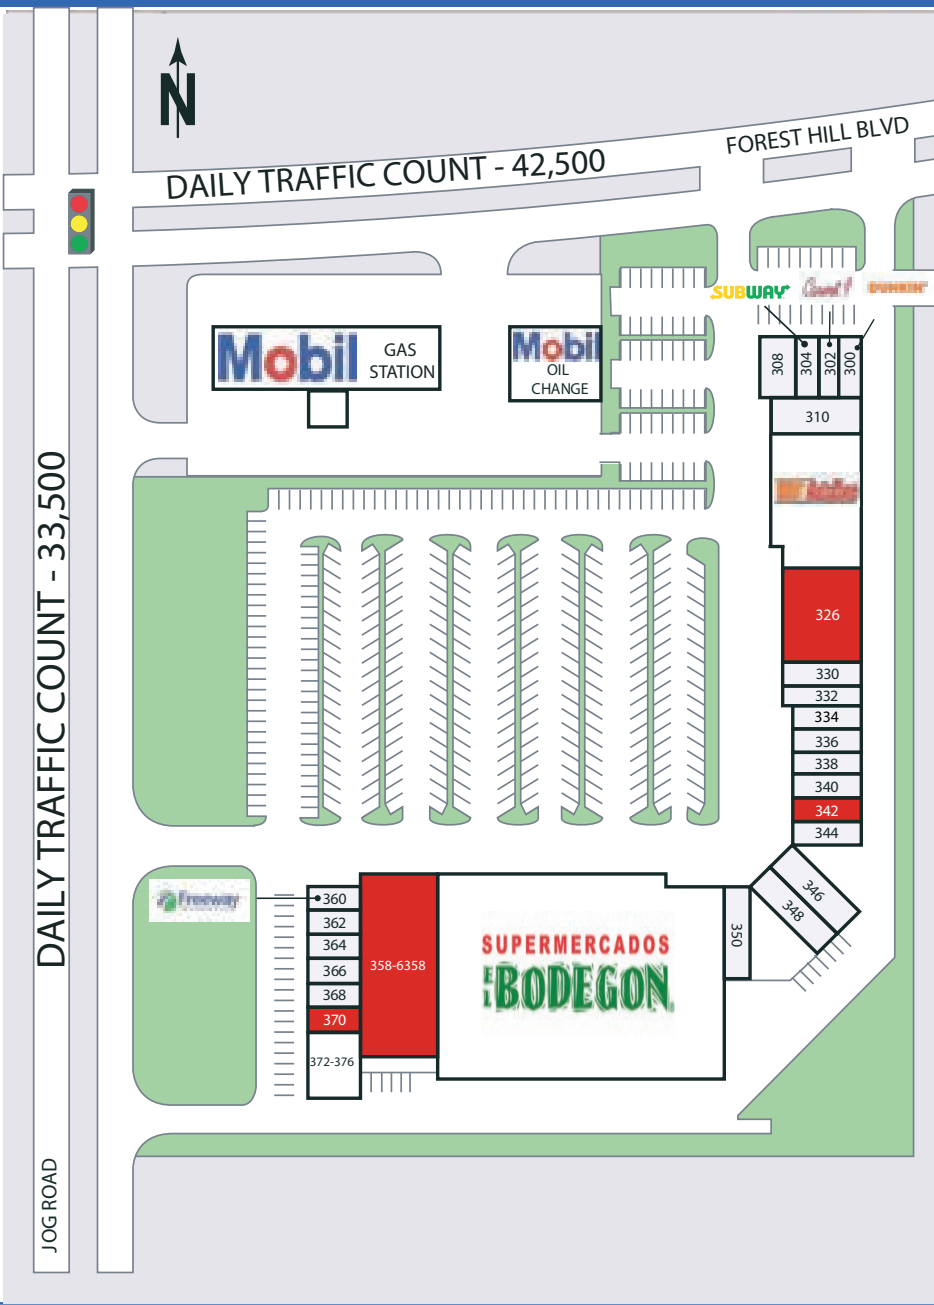 N
FOREST HILL BLVD
DAILY TRAFFIC COUNT - 42,500
SUBWAY
DUNKIN'
Mobil
GAS
STATION
Mobil
OIL
CHANGE
308
304
302
300
310
DAILY TRAFFIC COUNT - 33,500
326
330
332
334
336
338
340
342
344
346
348
350
Freeway
360
362
364
366
368
370
372-376
358-6358
SUPERMERCADOS
EL BODEGON
JOG ROAD